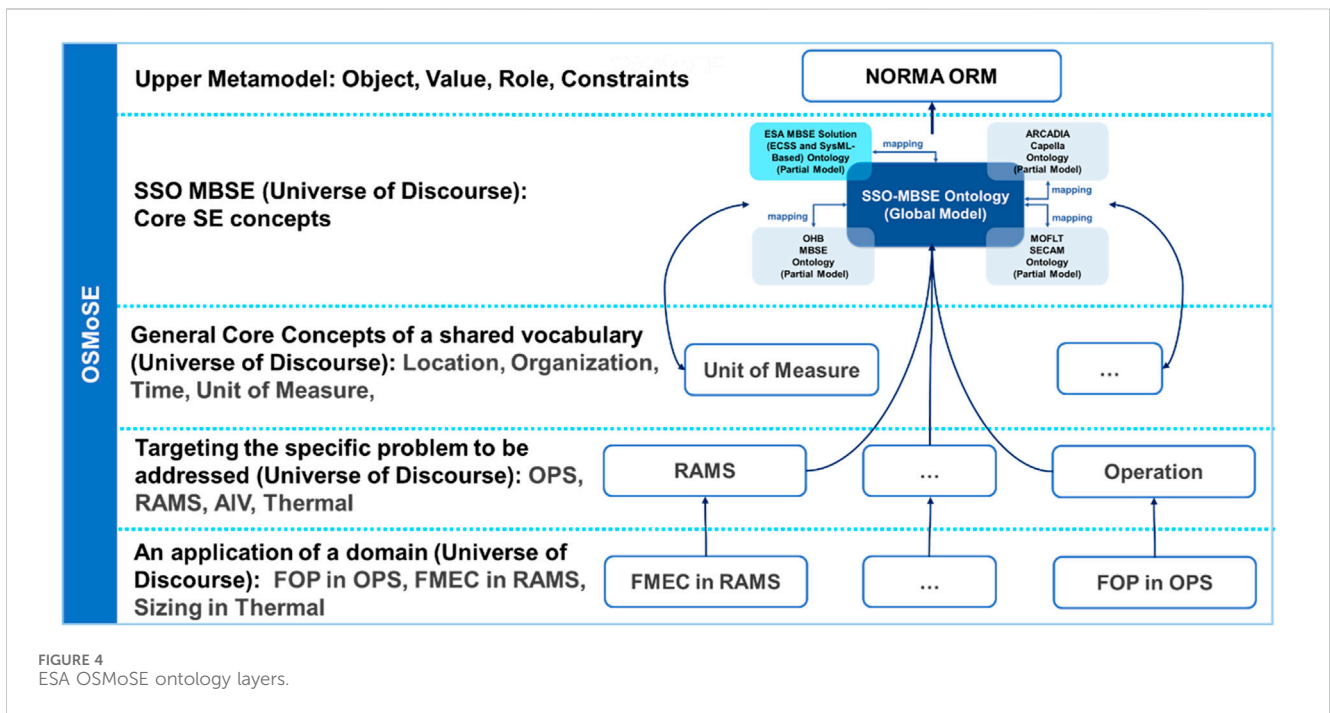 OSMoSE
Upper Metamodel: Object, Value, Role, Constraints
NORMA ORM
SSO MBSE (Universe of Discourse):
Core SE concepts
ESA MBSE Solution
(ECSS and SysML-
Based) Ontology
(Partial Model)
mapping
ARCADIA
Capella
Ontology
(Partial Model)
SSO-MBSE Ontology
(Global Model)
mapping
mapping
mapping
OHB
MBSE
Ontology
(Partial Model)
MOFLT
SECAM
Ontology
(Partial Model)
General Core Concepts of a shared vocabulary
(Universe of Discourse): Location, Organization,
Time, Unit of Measure,
Unit of Measure
...
Targeting the specific problem to be
addressed (Universe of Discourse): OPS,
RAMS, AIV, Thermal
RAMS
...
Operation
An application of a domain (Universe of
Discourse): FOP in OPS, FMEC in RAMS,
Sizing in Thermal
FMEC in RAMS
...
FOP in OPS
FIGURE 4
ESA OSMoSE ontology layers.